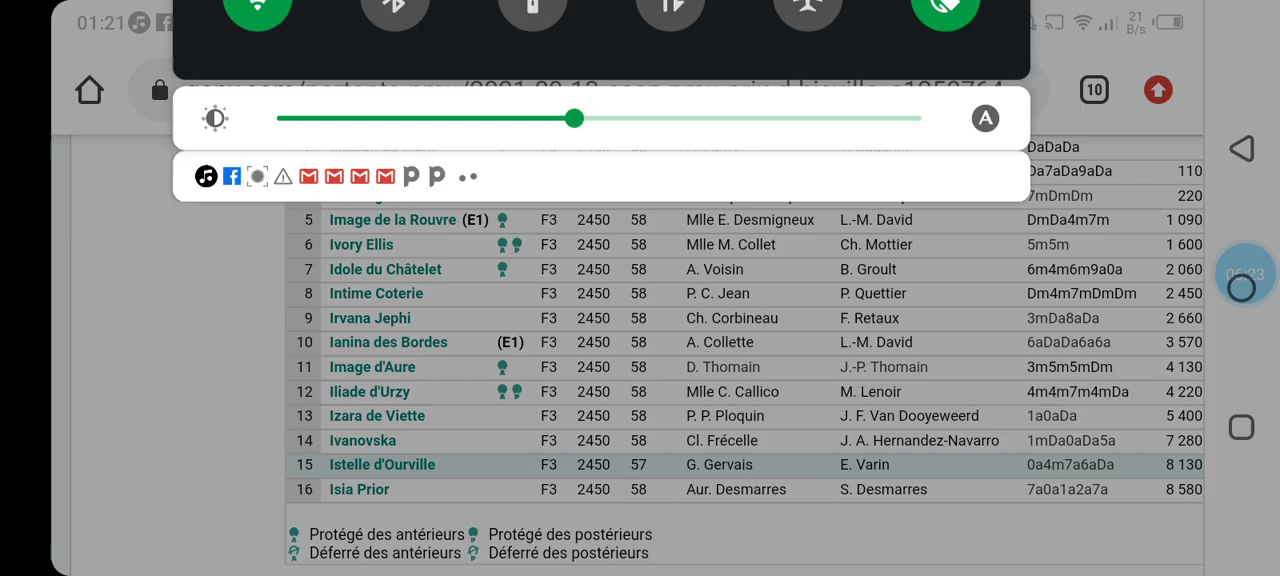 01:21 21 B/s
10
A
DaDaDa
Da7aDa9aDa 110
7mDmDm 220
5 Image de la Rouvre (E1) F3 2450 58 Mlle E. Desmigneux L.-M. David DmDa4m7m 1 090
6 Ivory Ellis F3 2450 58 Mlle M. Collet Ch. Mottier 5m5m 1 600
7 Idole du Châtelet F3 2450 58 A. Voisin B. Groult 6m4m6m9a0a 2 060
8 Intime Coterie F3 2450 58 P. C. Jean P. Quettier Dm4m7mDmDm 2 450
9 Irvana Jephi F3 2450 58 Ch. Corbineau F. Retaux 3mDa8aDa 2 660
10 Ianina des Bordes (E1) F3 2450 58 A. Collette L.-M. David 6aDaDa6a6a 3 570
11 Image d'Aure F3 2450 58 D. Thomain J.-P. Thomain 3m5m5mDm 4 130
12 Iliade d'Urzy F3 2450 58 Mlle C. Callico M. Lenoir 4m4m7m4mDa 4 220
13 Izara de Viette F3 2450 58 P. P. Ploquin J. F. Van Dooyeweerd 1a0aDa 5 400
14 Ivanovska F3 2450 58 Cl. Frécelle J. A. Hernandez-Navarro 1mDa0aDa5a 7 280
15 Istelle d'Ourville F3 2450 57 G. Gervais E. Varin 0a4m7a6aDa 8 130
16 Isia Prior F3 2450 58 Aur. Desmarres S. Desmarres 7a0a1a2a7a 8 580
Protégé des antérieurs Protégé des postérieurs
Déferré des antérieurs Déferré des postérieurs